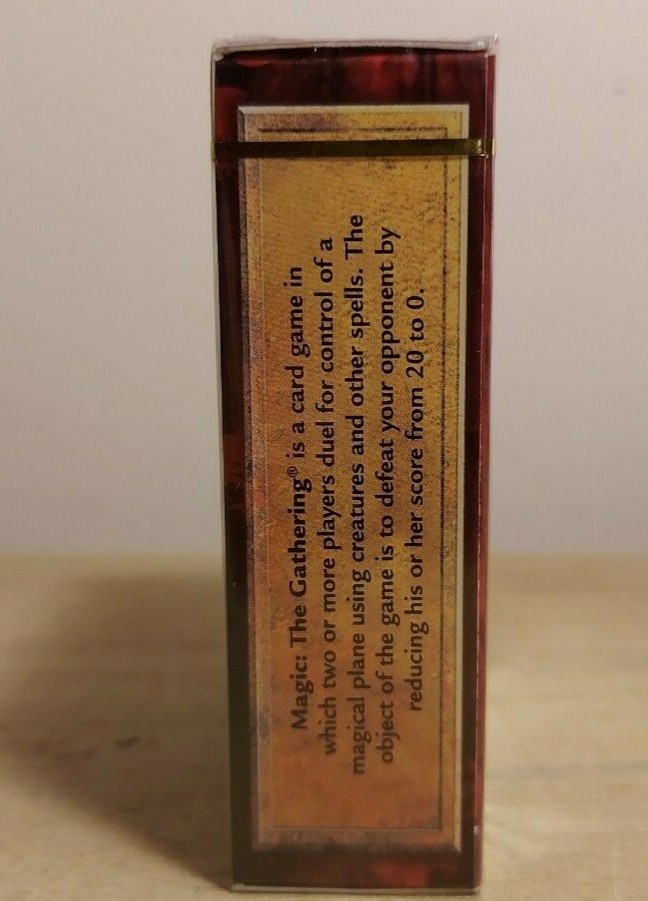 Magic: The Gathering® is a card game in
which two or more players duel for control of a
magical plane using creatures and other spells. The
object of the game is to defeat your opponent by
reducing his or her score from 20 to 0.